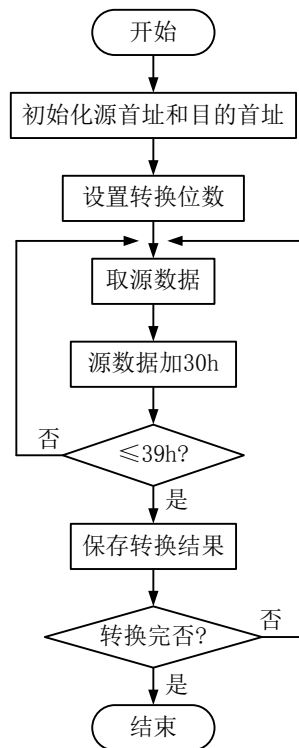 开始
初始化源首址和目的首址
设置转换位数
取源数据
源数据加30h
否
≤39h?
是
保存转换结果
否
转换完否?
是
结束